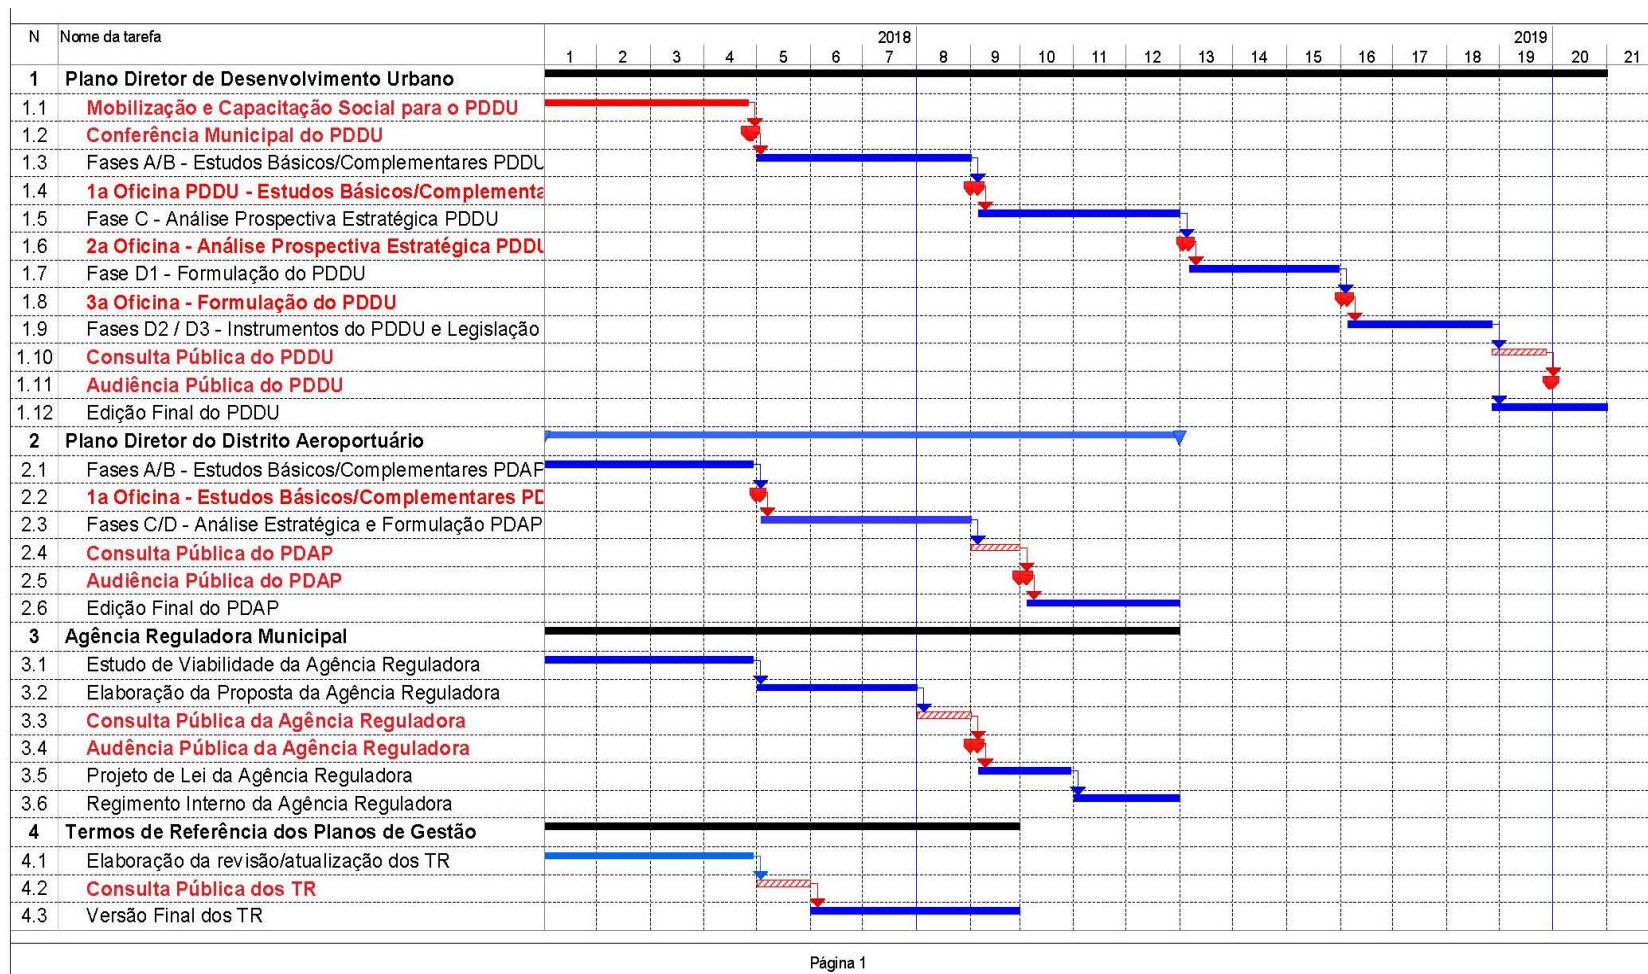 N Nome da tarefa 2018 2019
1 2 3 4 5 6 7 8 9 10 11 12 13 14 15 16 17 18 19 20 21
1 Plano Diretor de Desenvolvimento Urbano
1.1 Mobilização e Capacitação Social para o PDDU
1.2 Conferência Municipal do PDDU
1.3 Fases A/B - Estudos Básicos/Complementares PDDU
1.4 1a Oficina PDDU - Estudos Básicos/Complementa
1.5 Fase C - Análise Prospectiva Estratégica PDDU
1.6 2a Oficina - Análise Prospectiva Estratégica PDDU
1.7 Fase D1 - Formulação do PDDU
1.8 3a Oficina - Formulação do PDDU
1.9 Fases D2 / D3 - Instrumentos do PDDU e Legislação
1.10 Consulta Pública do PDDU
1.11 Audiência Pública do PDDU
1.12 Edição Final do PDDU
2 Plano Diretor do Distrito Aeroportuário
2.1 Fases A/B - Estudos Básicos/Complementares PDAP
2.2 1a Oficina - Estudos Básicos/Complementares PD
2.3 Fases C/D - Análise Estratégica e Formulação PDAP
2.4 Consulta Pública do PDAP
2.5 Audiência Pública do PDAP
2.6 Edição Final do PDAP
3 Agência Reguladora Municipal
3.1 Estudo de Viabilidade da Agência Reguladora
3.2 Elaboração da Proposta da Agência Reguladora
3.3 Consulta Pública da Agência Reguladora
3.4 Audência Pública da Agência Reguladora
3.5 Projeto de Lei da Agência Reguladora
3.6 Regimento Interno da Agência Reguladora
4 Termos de Referência dos Planos de Gestão
4.1 Elaboração da revisão/atualização dos TR
4.2 Consulta Pública dos TR
4.3 Versão Final dos TR
Página 1